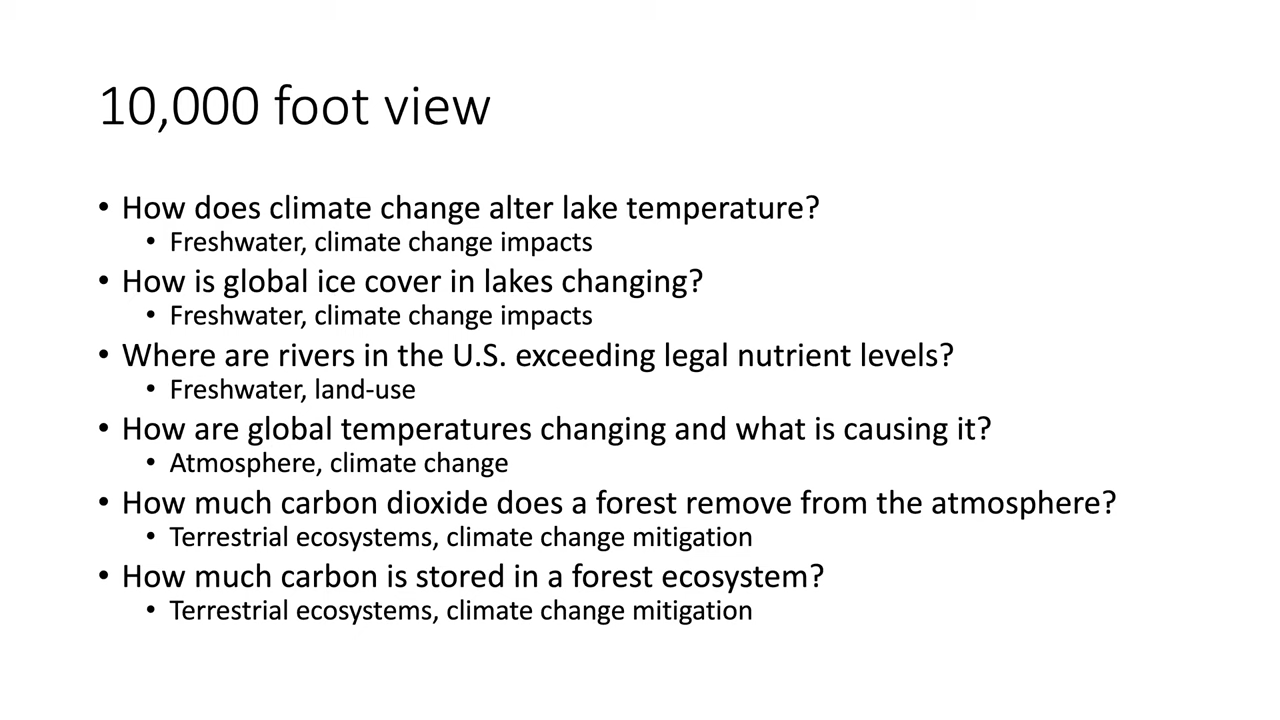 10,000 foot view
• How does climate change alter lake temperature?
• Freshwater, climate change impacts
• How is global ice cover in lakes changing?
• Freshwater, climate change impacts
• Where are rivers in the U.S. exceeding legal nutrient levels?
• Freshwater, land-use
• How are global temperatures changing and what is causing it?
• Atmosphere, climate change
• How much carbon dioxide does a forest remove from the atmosphere?
• Terrestrial ecosystems, climate change mitigation
• How much carbon is stored in a forest ecosystem?
• Terrestrial ecosystems, climate change mitigation